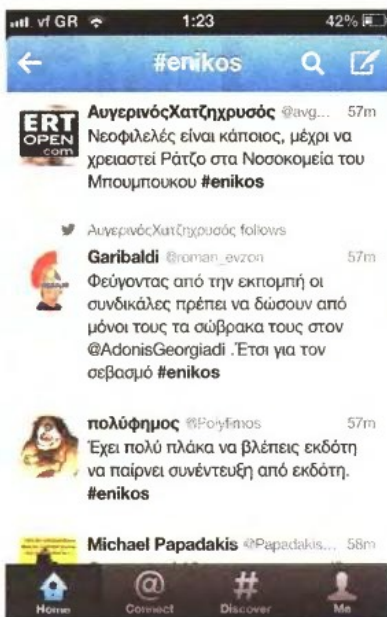 vf GR 1:23 42%
#enikos
ERT
OPEN
com
ΑυγερινόςΧατζηχρυσός @avg... 57m
Νεοφιλελές είναι κάποιος, μέχρι να
χρειαστεί Ράτζο στα Νοσοκομεία του
Μπουμπουκου #enikos
ΑυγερινόςΧατζηχρυσός follows
Garibaldi @roman_evzon 57m
Φεύγοντας από την εκπομπή οι
συνδικάλες πρέπει να δώσουν από
μόνοι τους τα σώβρακα τους στον
@AdonisGeorgiadi .Έτσι για τον
σεβασμό #enikos
πολύφημος @Polyfimos 57m
Έχει πολύ πλάκα να βλέπεις εκδότη
να παίρνει συνέντευξη από εκδότη.
#enikos
Michael Papadakis @Papadakis... 58m
Home Connect Discover Me